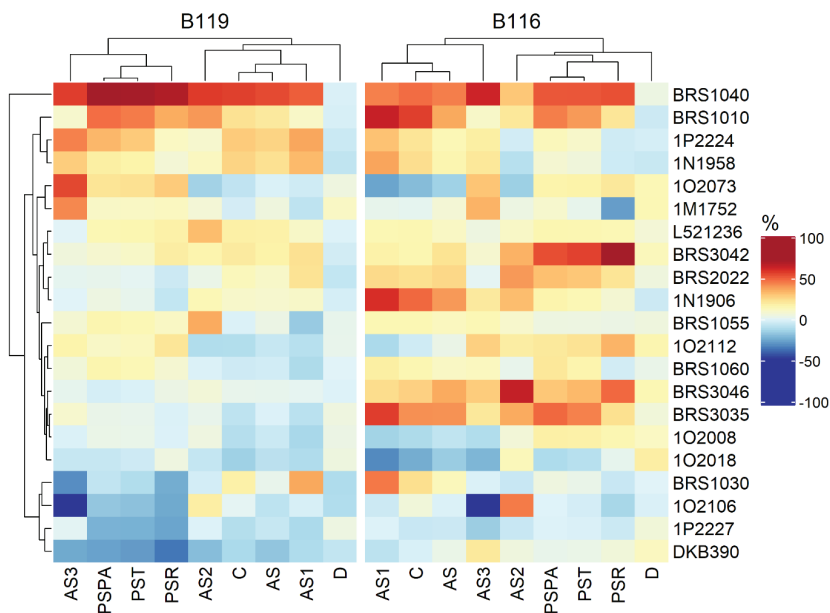 B119 B116
BRS1040
BRS1010
1P2224
1N1958
1O2073
1M1752
L521236
BRS3042
BRS2022
1N1906
BRS1055
1O2112
BRS1060
BRS3046
BRS3035
1O2008
1O2018
BRS1030
1O2106
1P2227
DKB390
%
100
50
0
-50
-100
AS3 PSPA PST PSR AS2 C AS AS1 D AS1 C AS AS3 AS2 PSPA PST PSR D